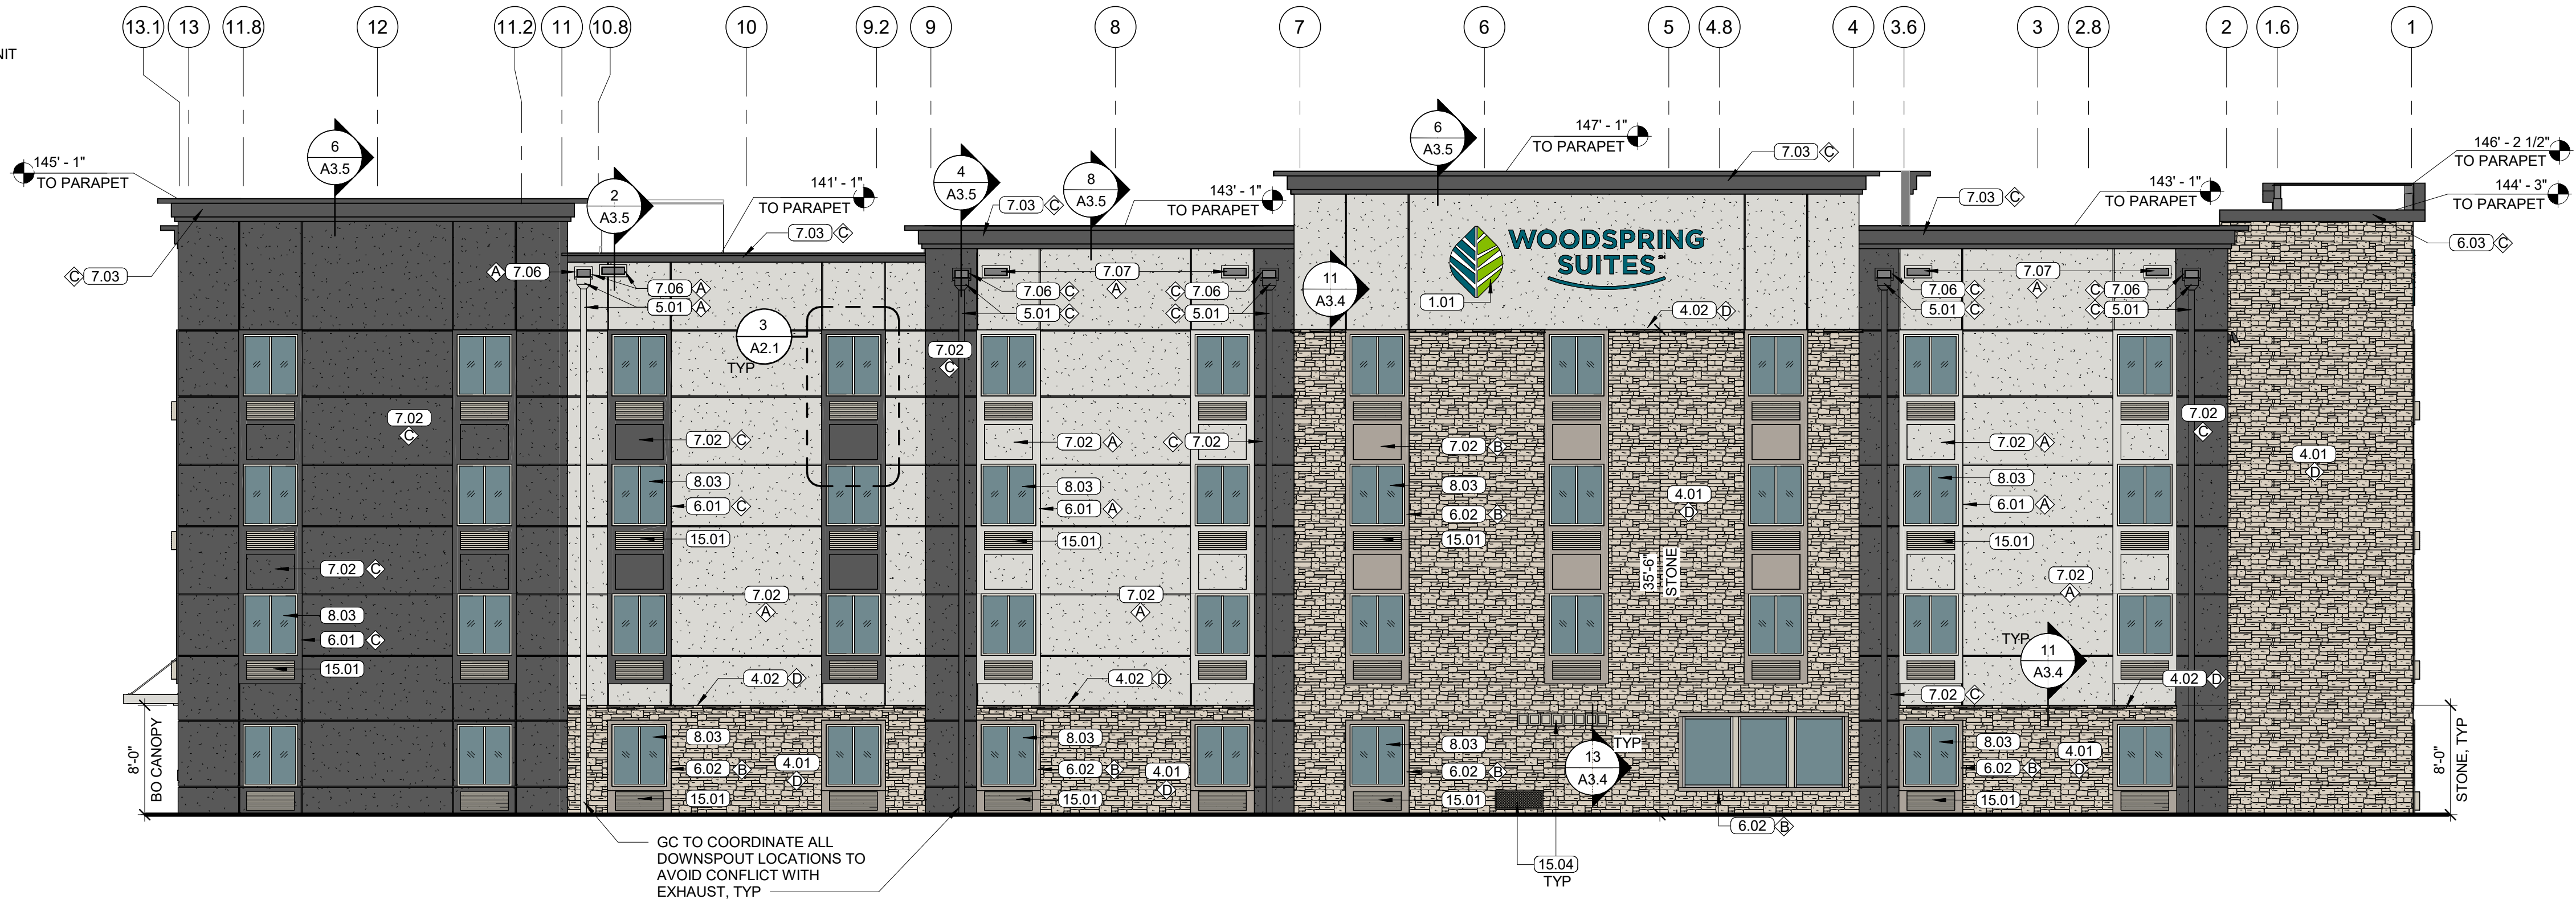 13.1 13 11.8 12 11.2 11 10.8 10 9.2 9 8 7 6 5 4.8 4 3.6 3 2.8 2 1.6 1
NIT
145' - 1"
TO PARAPET
6
A3.5
2
A3.5
141' - 1"
TO PARAPET
4
A3.5
8
A3.5
143' - 1"
TO PARAPET
6
A3.5
147' - 1"
TO PARAPET
7.03 C
143' - 1"
TO PARAPET
146' - 2 1/2"
TO PARAPET
144' - 3"
TO PARAPET
C 7.03
7.03 C
7.03 C
7.03 C
6.03 C
WOODSPRING
SUITES SM
1.01
11
A3.4
4.02 D
A 7.06
7.06 A
5.01 A
7.07
A
7.06 C
5.01 C
C 7.06
C 5.01
7.07
A
7.06 C
5.01 C
C 7.06
C 5.01
3
A2.1
TYP
7.02
C
7.02
C
7.02 C
7.02 A
C 7.02
7.02 B
7.02 A
7.02
C
4.01
D
8.03
6.01 C
15.01
8.03
6.01 A
15.01
8.03
6.02 B
15.01
4.01
D
8.03
6.01 A
15.01
35'-6"
STONE
7.02 C
7.02
A
7.02
A
7.02
A
8.03
6.01 C
15.01
TYP
11
A3.4
4.02 D
4.02 D
4.02 D
7.02 C
8'-0"
BO CANOPY
8.03
6.02 B
15.01
4.01
D
8.03
6.02 B
15.01
4.01
D
8.03
6.02 B
15.01
TYP
13
A3.4
8.03
6.02 B
15.01
4.01
D
8'-0"
STONE, TYP
6.02 B
15.04
TYP
GC TO COORDINATE ALL
DOWNSPOUT LOCATIONS TO
AVOID CONFLICT WITH
EXHAUST, TYP